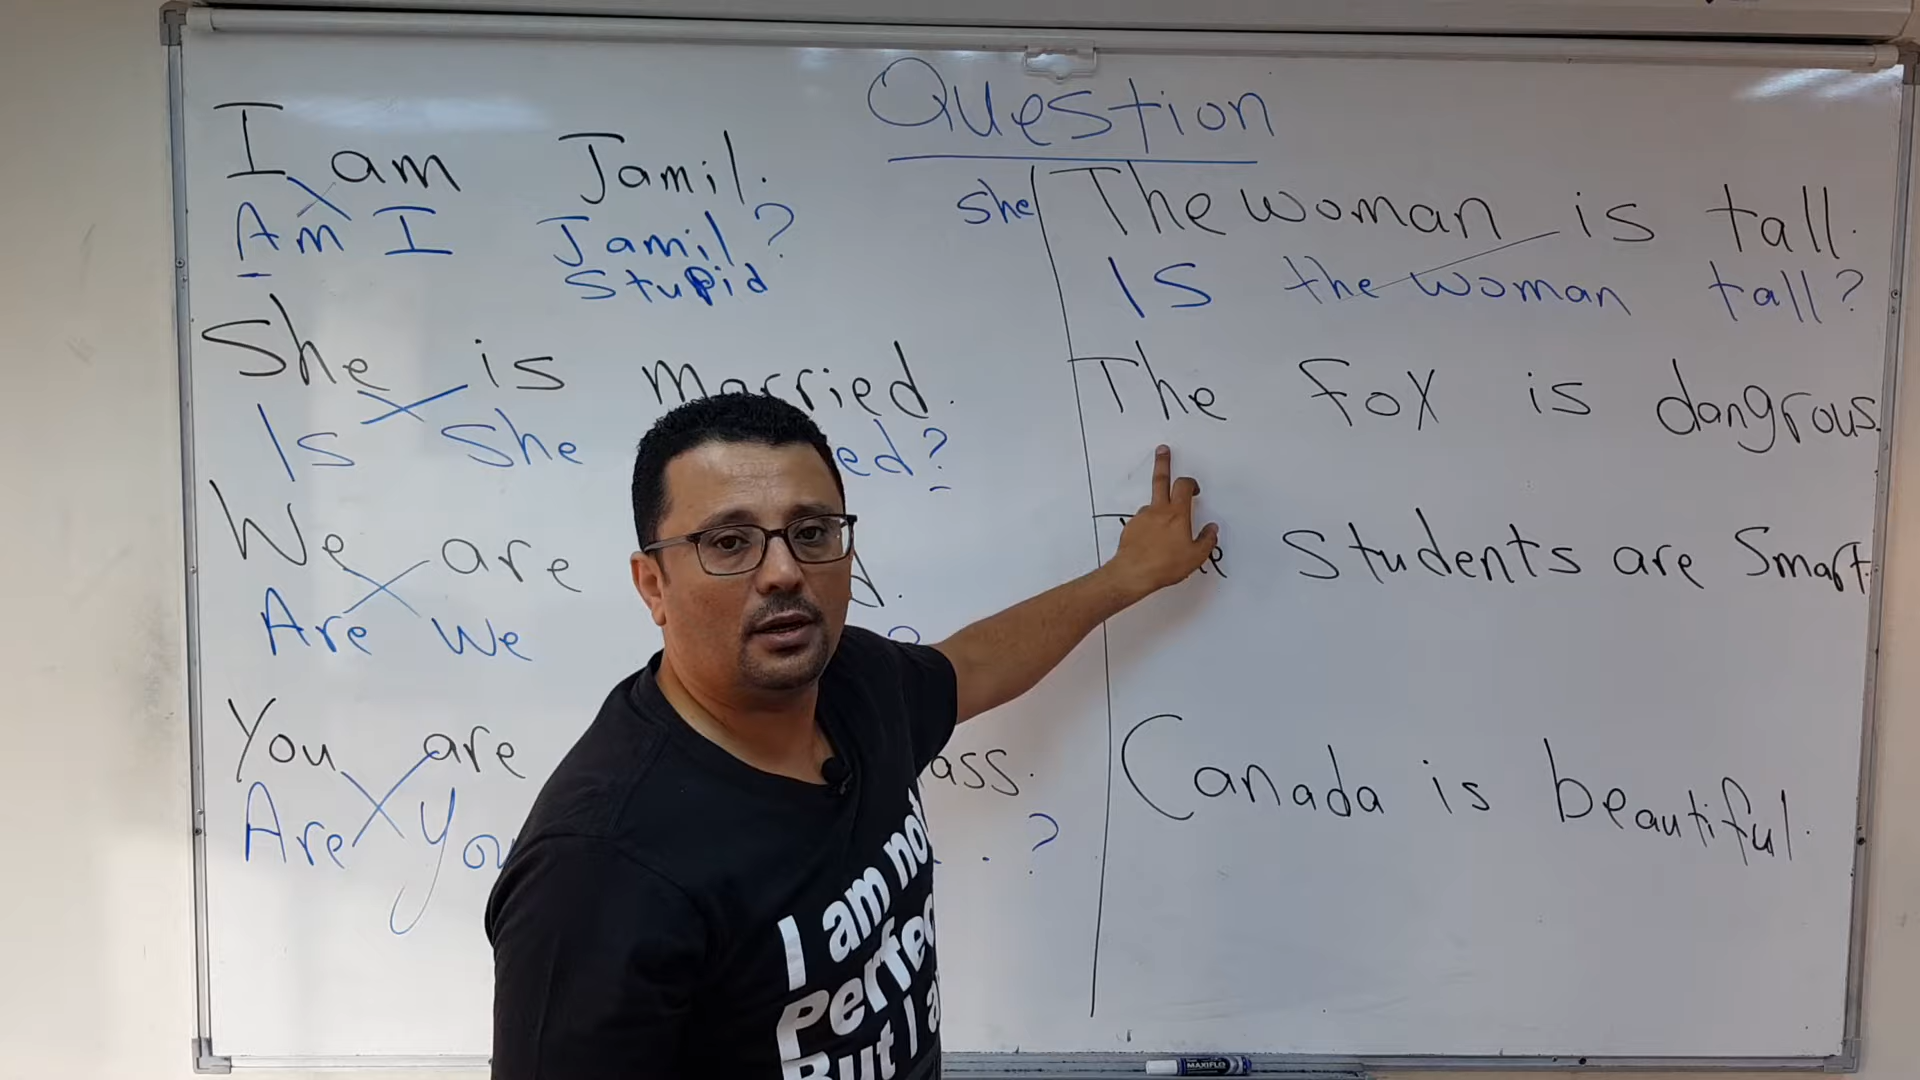 Question
I am Jamil.
Am I Jamil?
Stupid
She is married.
Is She ed?
We are
Are We ?
You are ass.
Are You . ?
she
The woman is tall.
IS the woman tall?
The Fox is dangrous.
Students are Smart.
Canada is beautiful.
I am not
Perfec
But I a
MAXIFLO